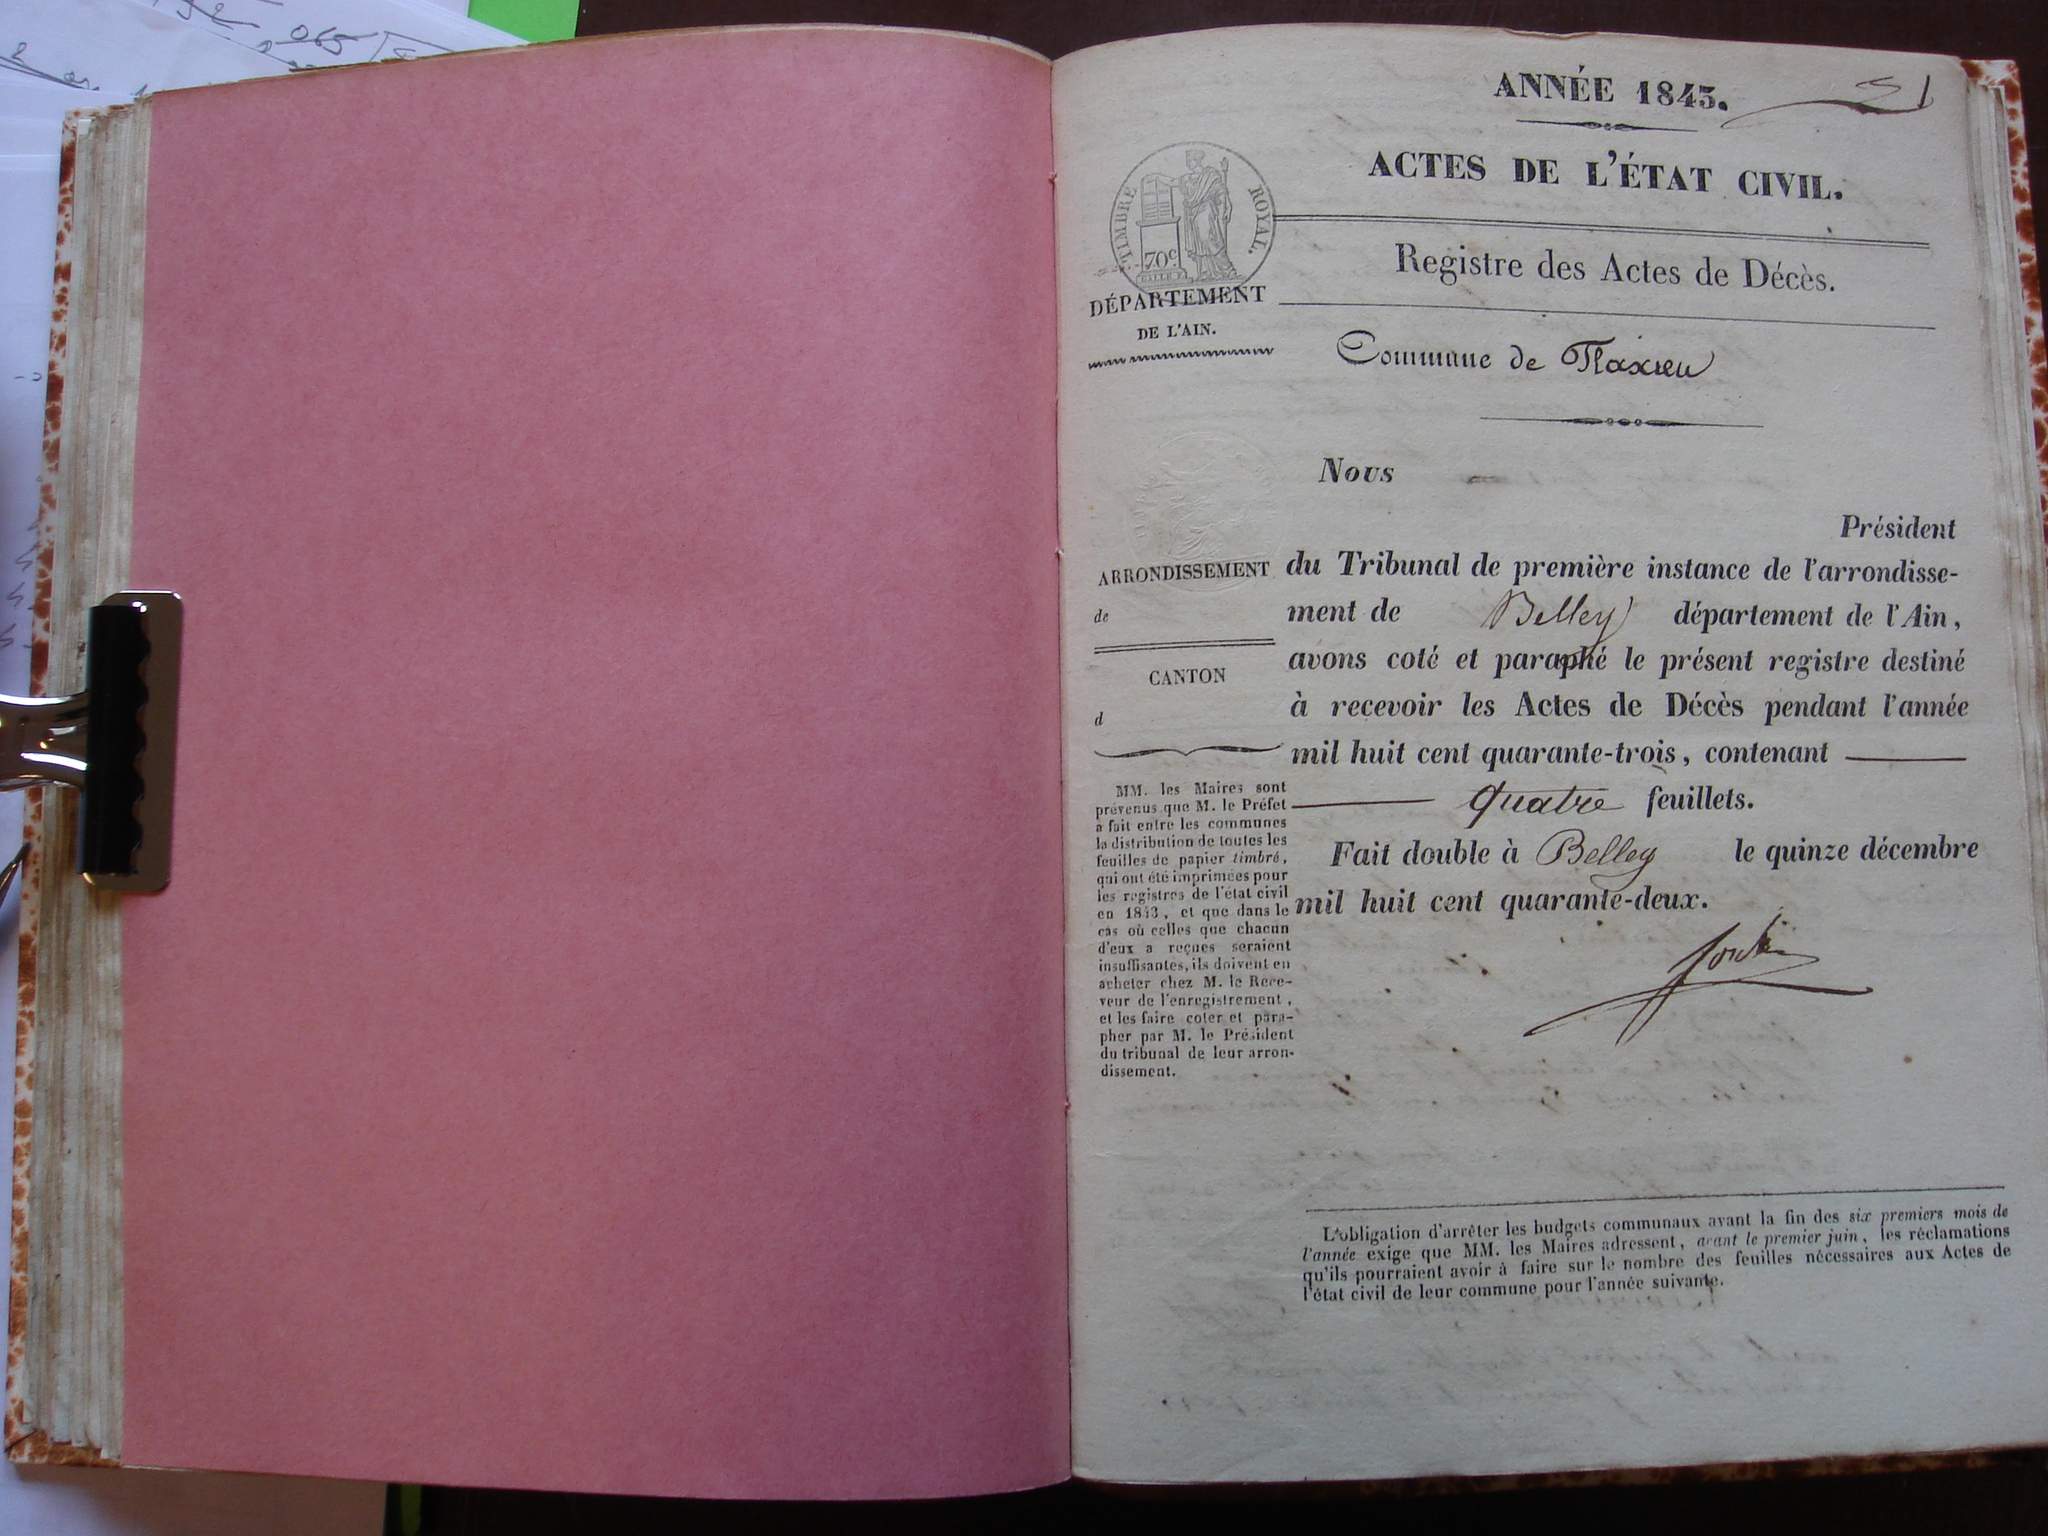 ANNÉE 1843.
ACTES DE L'ÉTAT CIVIL.
TIMBRE ROYAL.
70c
Registre des Actes de Décès.
DÉPARTEMENT
DE L'AIN.
Commune de Flaxieu
Nous
Président
ARRONDISSEMENT
de
CANTON
d
du Tribunal de première instance de l'arrondisse-
ment de Belley département de l'Ain,
avons coté et paraphé le présent registre destiné
à recevoir les Actes de Décès pendant l'année
mil huit cent quarante-trois, contenant
quatre feuillets.
Fait double à Belley le quinze décembre
mil huit cent quarante-deux.
MM. les Maires sont
prévenus que M. le Préfet
a fait entre les communes
la distribution de toutes les
feuilles de papier timbré,
qui ont été imprimées pour
les registres de l'état civil
en 1843, et que dans le
cas où celles que chacun
d'eux a reçues seraient
insuffisantes, ils doivent en
acheter chez M. le Rece-
veur de l'enregistrement,
et les faire coter et para-
pher par M. le Président
du tribunal de leur arron-
dissement.
L'obligation d'arrêter les budgets communaux avant la fin des six premiers mois de
l'année exige que MM. les Maires adressent, avant le premier juin, les réclamations
qu'ils pourraient avoir à faire sur le nombre des feuilles nécessaires aux Actes de
l'état civil de leur commune pour l'année suivante.